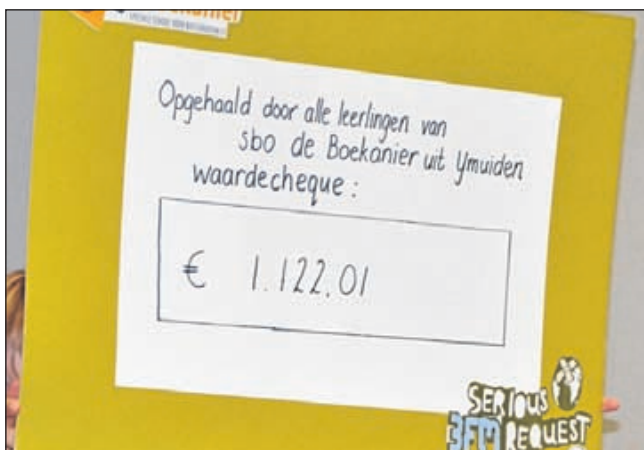 Opgehaald door alle leerlingen van
sbo de Boekanier uit Ymuiden
waardecheque :
€ 1.122,01
SERIOUS
3FM REQUEST